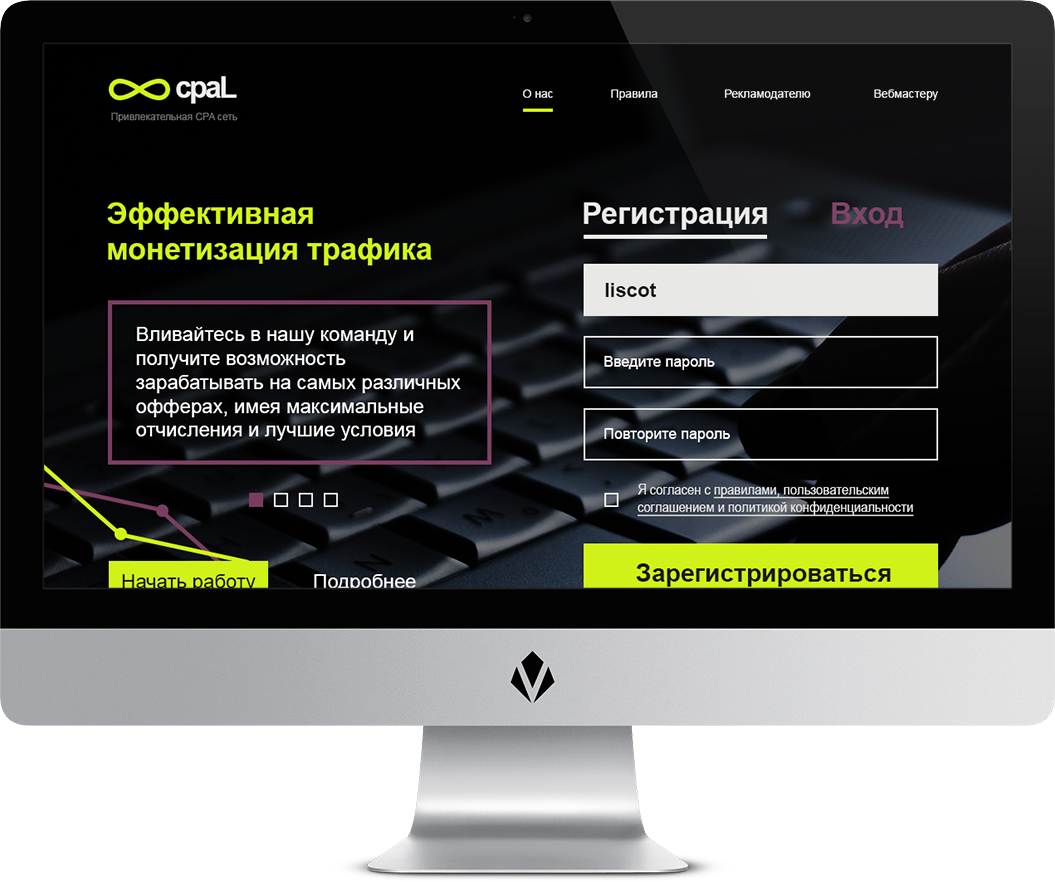 cpaL
Привлекательная CPA сеть
О нас
Правила
Рекламодателю
Вебмастеру
Эффективная
монетизация трафика
Вливайтесь в нашу команду и
получите возможность
зарабатывать на самых различных
офферах, имея максимальные
отчисления и лучшие условия
Начать работу
Подробнее
Регистрация
Вход
liscot
Введите пароль
Повторите пароль
Я согласен с правилами, пользовательским
соглашением и политикой конфиденциальности
Зарегистрироваться